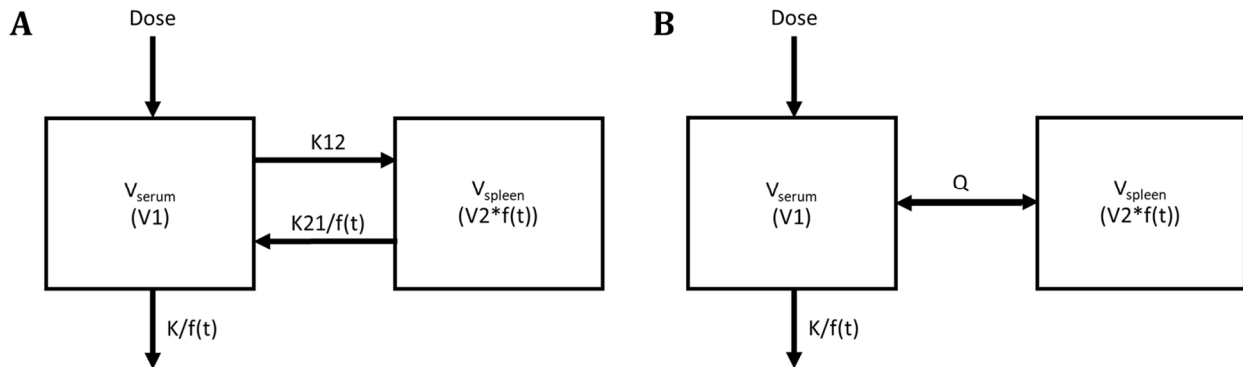 A
Dose
V_serum
(V1)
K12
K21/f(t)
V_spleen
(V2*f(t))
K/f(t)
B
Dose
V_serum
(V1)
Q
V_spleen
(V2*f(t))
K/f(t)